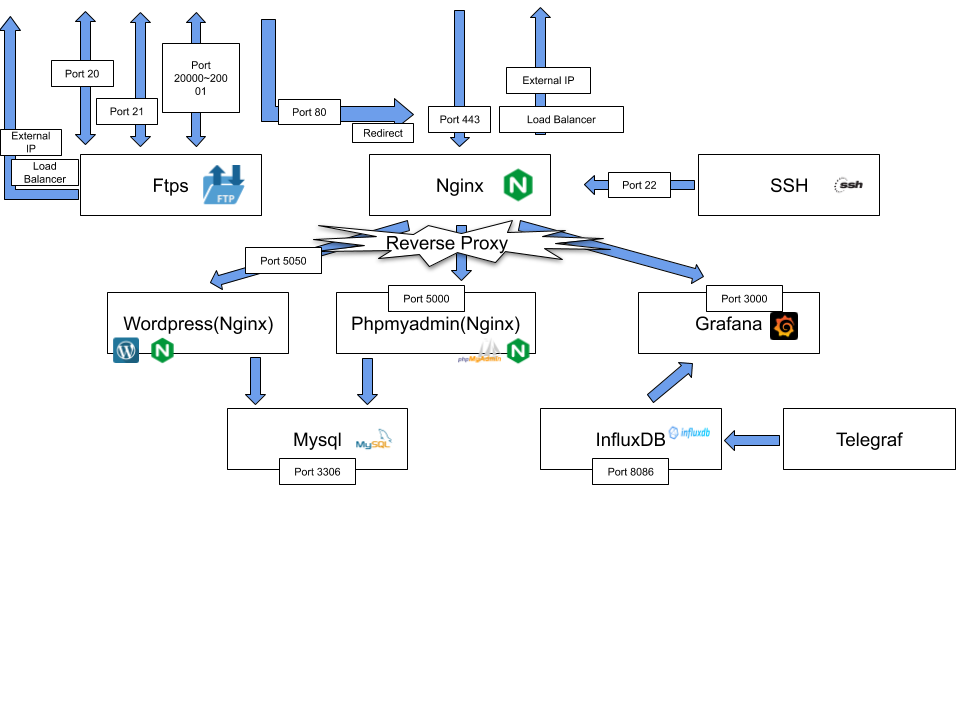 Port 20
Port 21
Port
20000~200
01
Port 80
Redirect
Port 443
External IP
Load Balancer
External
IP
Load
Balancer
Ftps
FTP
Nginx
Port 22
SSH
ssh
Reverse Proxy
Port 5050
Port 5000
Port 3000
Wordpress(Nginx)
Phpmyadmin(Nginx)
phpMyAdmin
Grafana
Mysql
MySQL
Port 3306
InfluxDB
influxdb
Port 8086
Telegraf